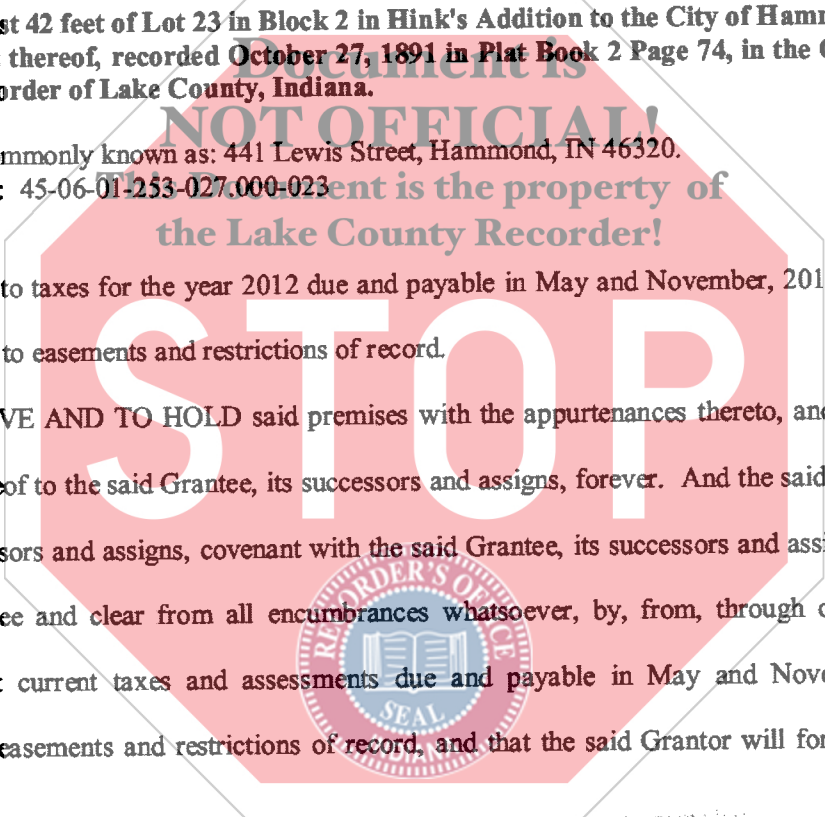 st 42 feet of Lot 23 in Block 2 in Hink's Addition to the City of Hamm
thereof, recorded October 27, 1891 in Plat Book 2 Page 74, in the
order of Lake County, Indiana.
Document is
NOT OFFICIAL!
mmonly known as: 441 Lewis Street, Hammond, IN 46320.
: 45-06-01-253-027.000-023
This Document is the property of
the Lake County Recorder!
to taxes for the year 2012 due and payable in May and November, 201
to easements and restrictions of record.
STOP
VE AND TO HOLD said premises with the appurtenances thereto, and
of to the said Grantee, its successors and assigns, forever. And the said
sors and assigns, covenant with the said Grantee, its successors and assi
ee and clear from all encumbrances whatsoever, by, from, through o
: current taxes and assessments due and payable in May and Nove
easements and restrictions of record, and that the said Grantor will for
RECORDER'S OFFICE
SEAL